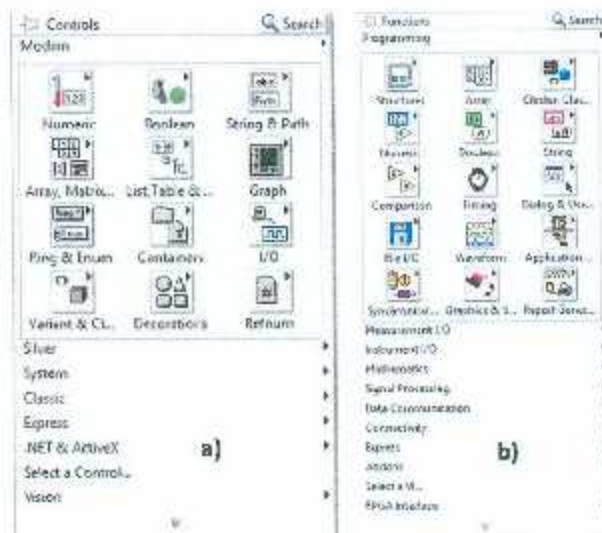 Controls
Search
Modern
Numeric
Boolean
String & Path
Array, Matrix...
List, Table & ...
Graph
Ring & Enum
Containers
I/O
Variant & Cl...
Decorations
Refnum
Silver
System
Classic
Express
.NET & ActiveX
Select a Control...
Vision
a)
Functions
Search
Programming
Structures
Array
Cluster, Clas...
Numeric
Boolean
String
Comparison
Timing
Dialog & User...
File I/O
Waveform
Application ...
Synchronizat...
Graphics & S...
Report Gener...
Measurement I/O
Instrument I/O
Mathematics
Signal Processing
Data Communication
Connectivity
Express
Addons
Select a VI...
FPGA Interface
b)